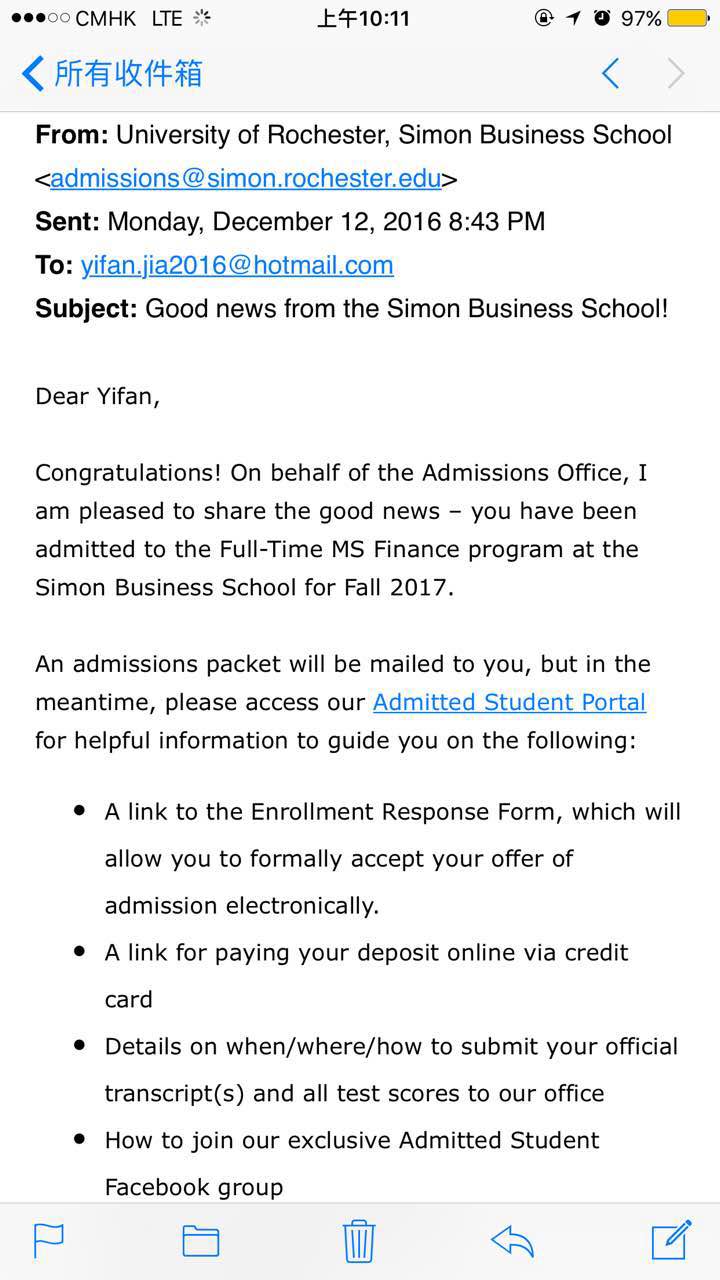 CMHK LTE 上午10:11 97%
所有收件箱
From: University of Rochester, Simon Business School
<admissions@simon.rochester.edu>
Sent: Monday, December 12, 2016 8:43 PM
To: yifan.jia2016@hotmail.com
Subject: Good news from the Simon Business School!
Dear Yifan,
Congratulations! On behalf of the Admissions Office, I
am pleased to share the good news – you have been
admitted to the Full-Time MS Finance program at the
Simon Business School for Fall 2017.
An admissions packet will be mailed to you, but in the
meantime, please access our Admitted Student Portal
for helpful information to guide you on the following:
• A link to the Enrollment Response Form, which will
allow you to formally accept your offer of
admission electronically.
• A link for paying your deposit online via credit
card
• Details on when/where/how to submit your official
transcript(s) and all test scores to our office
• How to join our exclusive Admitted Student
Facebook group